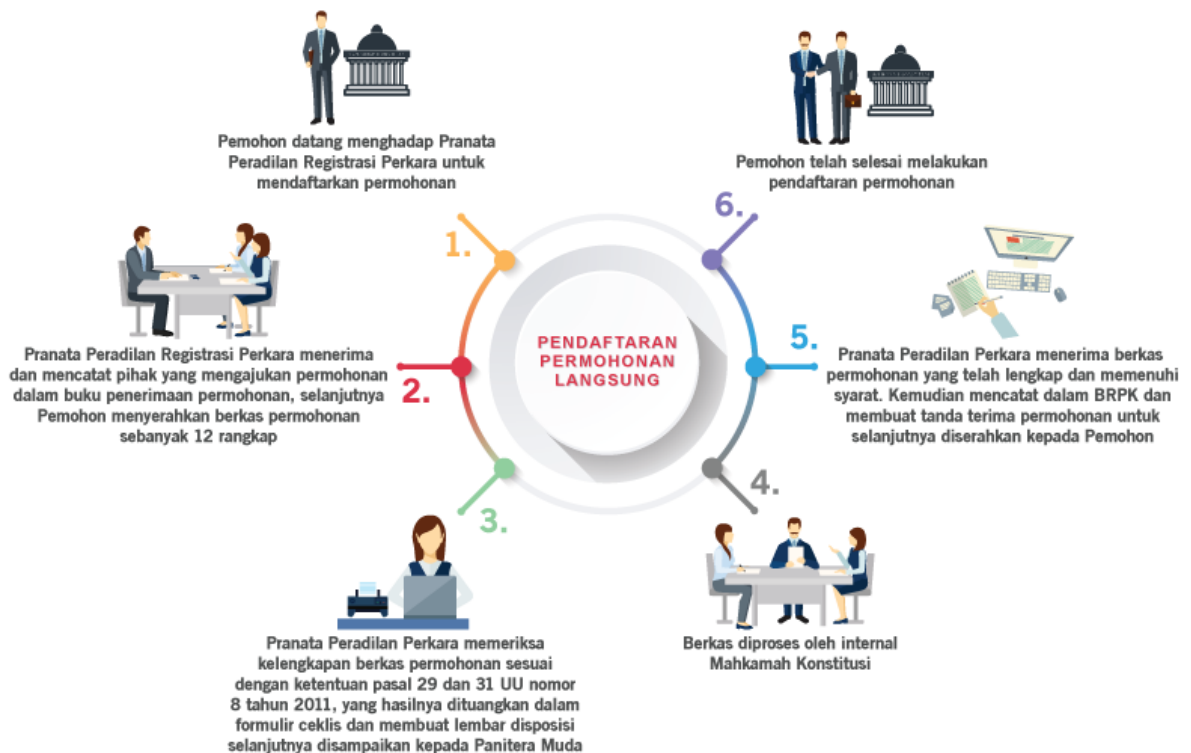 PENDAFTARAN
PERMOHONAN
LANGSUNG
1.
Pemohon datang menghadap Pranata
Peradilan Registrasi Perkara untuk
mendaftarkan permohonan
2.
Pranata Peradilan Registrasi Perkara menerima
dan mencatat pihak yang mengajukan permohonan
dalam buku penerimaan permohonan, selanjutnya
Pemohon menyerahkan berkas permohonan
sebanyak 12 rangkap
3.
Pranata Peradilan Perkara memeriksa
kelengkapan berkas permohonan sesuai
dengan ketentuan pasal 29 dan 31 UU nomor
8 tahun 2011, yang hasilnya dituangkan dalam
formulir ceklis dan membuat lembar disposisi
selanjutnya disampaikan kepada Panitera Muda
4.
Berkas diproses oleh internal
Mahkamah Konstitusi
5.
Pranata Peradilan Perkara menerima berkas
permohonan yang telah lengkap dan memenuhi
syarat. Kemudian mencatat dalam BRPK dan
membuat tanda terima permohonan untuk
selanjutnya diserahkan kepada Pemohon
6.
Pemohon telah selesai melakukan
pendaftaran permohonan